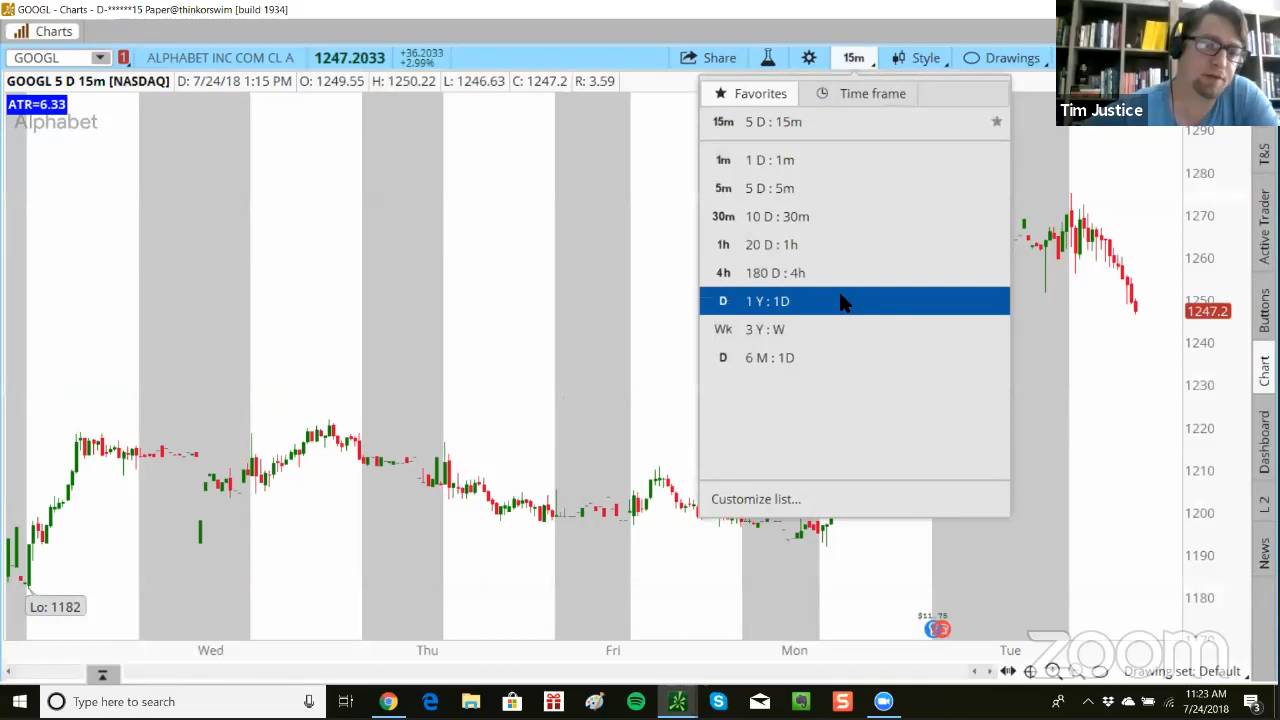 GOOGL - Charts - D-******15 Paper@thinkorswim [build 1934]
Charts
GOOGL 1 ALPHABET INC COM CL A 1247.2033 +36.2033 +2.99% Share 15m Style Drawings
GOOGL 5 D 15m [NASDAQ] D: 7/24/18 1:15 PM O: 1249.55 H: 1250.22 L: 1246.63 C: 1247.2 R: 3.59
ATR=6.33
Alphabet
Favorites Time frame
15m 5 D : 15m
1m 1 D : 1m
5m 5 D : 5m
30m 10 D : 30m
1h 20 D : 1h
4h 180 D : 4h
D 1 Y : 1D
Wk 3 Y : W
D 6 M : 1D
Customize list...
Tim Justice
1290
1280
1270
1260
1250
1247.2
1240
1230
1220
1210
1200
1190
1180
1170
T&S
Active Trader
Buttons
Chart
Dashboard
L 2
News
Lo: 1182
Wed Thu Fri Mon Tue
zoom
Drawing set: Default
Type here to search
11:23 AM
7/24/2018
3